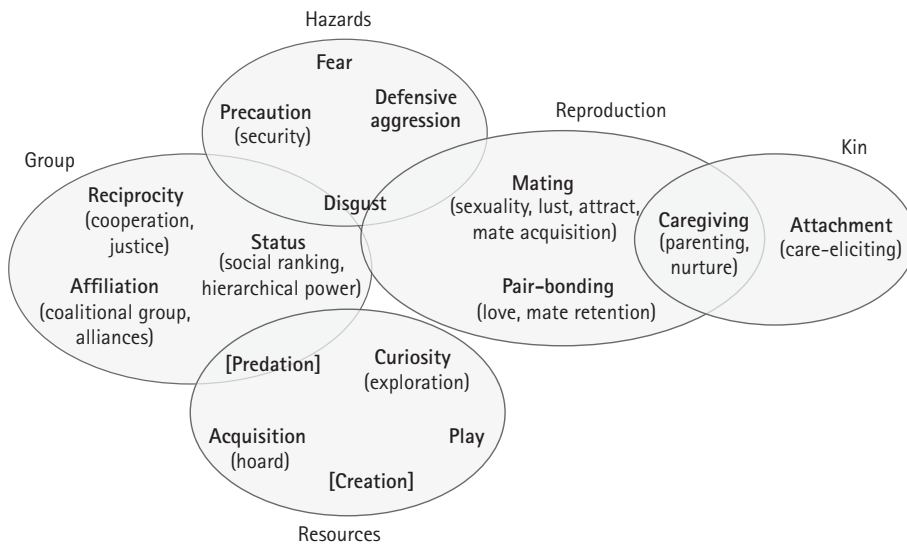 Hazards
Fear
Precaution
(security)
Defensive
aggression
Reproduction
Group
Kin
Reciprocity
(cooperation,
justice)
Disgust
Mating
(sexuality, lust, attract,
mate acquisition)
Caregiving
(parenting,
nurture)
Attachment
(care-eliciting)
Status
(social ranking,
hierarchical power)
Affiliation
(coalitional group,
alliances)
Pair-bonding
(love, mate retention)
[Predation]
Curiosity
(exploration)
Acquisition
(hoard)
Play
[Creation]
Resources